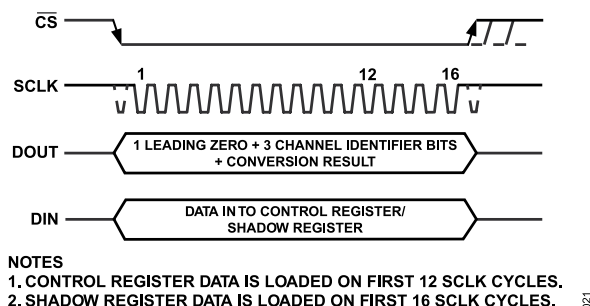 CS
1 12 16
SCLK
DOUT
1 LEADING ZERO + 3 CHANNEL IDENTIFIER BITS
+ CONVERSION RESULT
DIN
DATA IN TO CONTROL REGISTER/
SHADOW REGISTER
NOTES
1. CONTROL REGISTER DATA IS LOADED ON FIRST 12 SCLK CYCLES.
2. SHADOW REGISTER DATA IS LOADED ON FIRST 16 SCLK CYCLES.
021